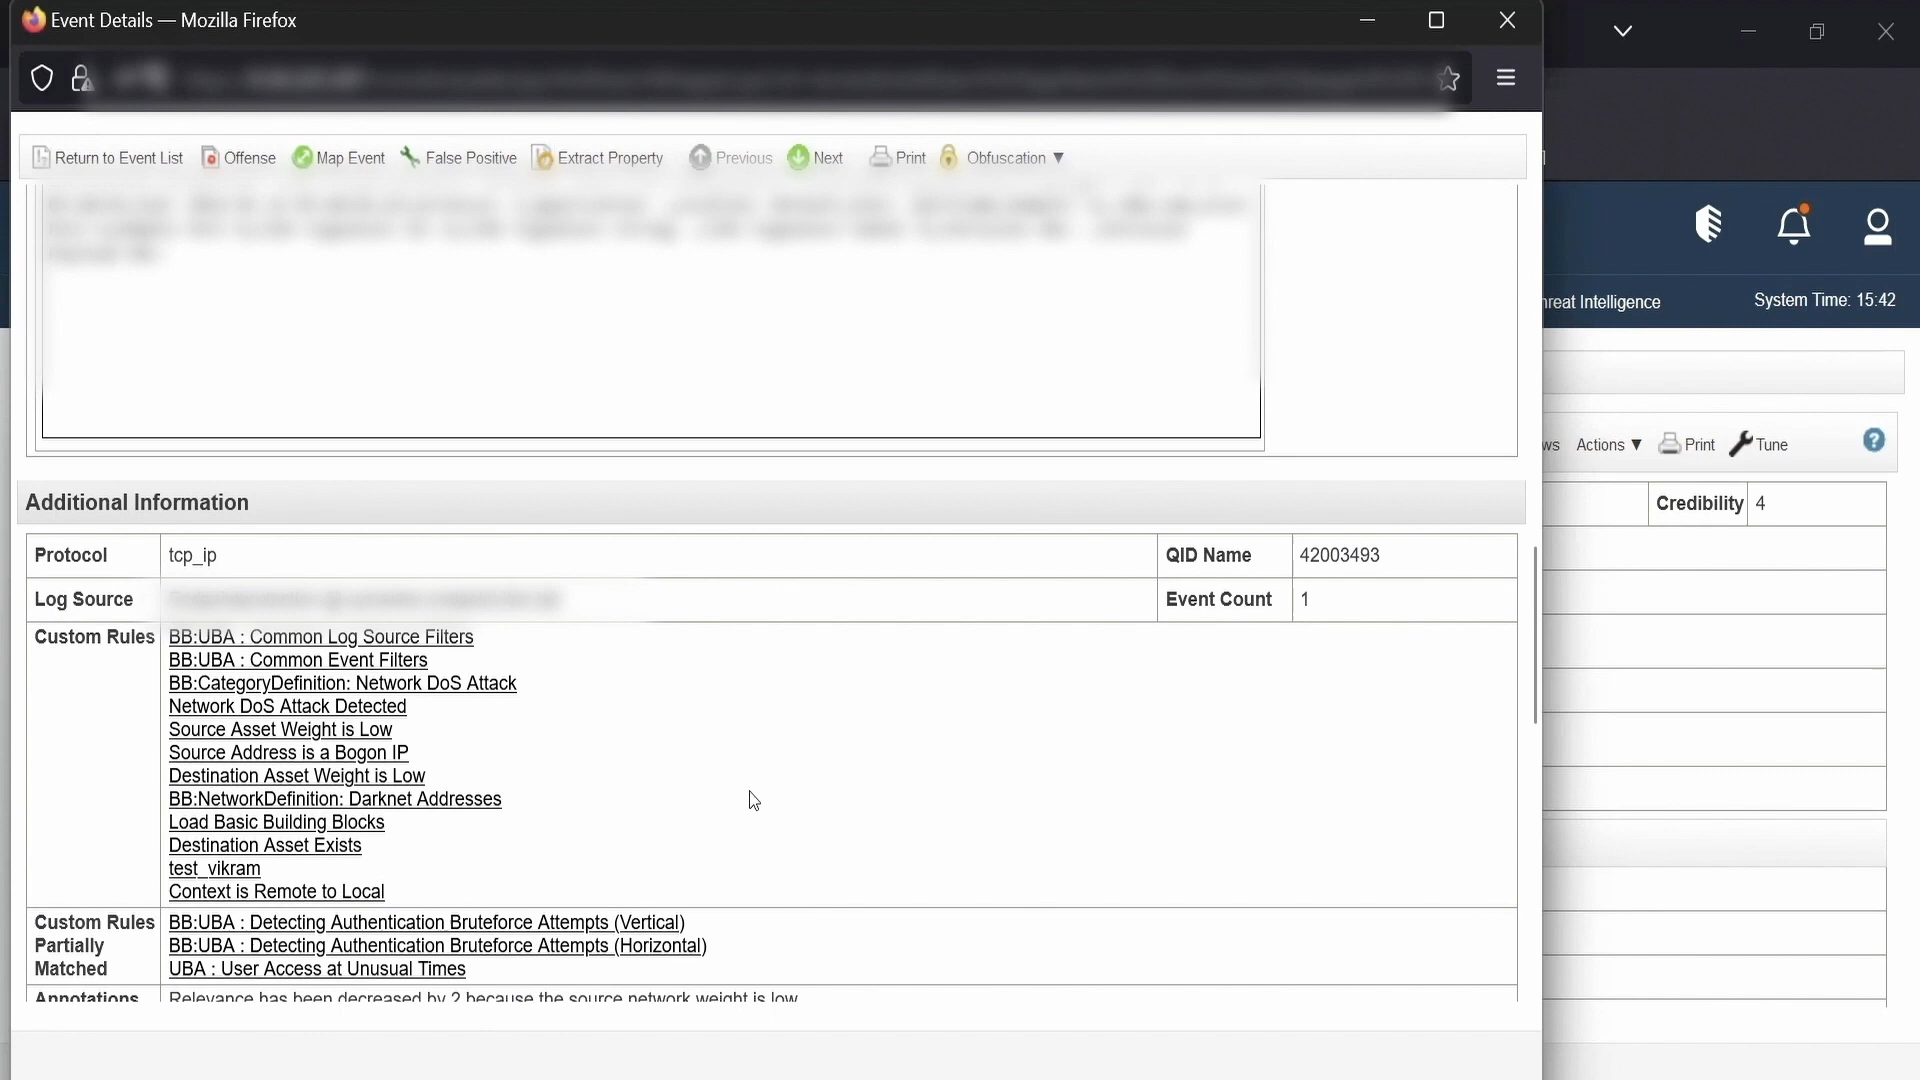 Event Details — Mozilla Firefox
Return to Event List Offense Map Event False Positive Extract Property Previous Next Print Obfuscation ▼
Threat Intelligence System Time: 15:42
Actions ▼ Print Tune
Credibility 4
Additional Information
Protocol tcp_ip QID Name 42003493
Log Source Event Count 1
Custom Rules BB:UBA : Common Log Source Filters
BB:UBA : Common Event Filters
BB:CategoryDefinition: Network DoS Attack
Network DoS Attack Detected
Source Asset Weight is Low
Source Address is a Bogon IP
Destination Asset Weight is Low
BB:NetworkDefinition: Darknet Addresses
Load Basic Building Blocks
Destination Asset Exists
test_vikram
Context is Remote to Local
Custom Rules Partially Matched BB:UBA : Detecting Authentication Bruteforce Attempts (Vertical)
BB:UBA : Detecting Authentication Bruteforce Attempts (Horizontal)
UBA : User Access at Unusual Times
Annotations Relevance has been decreased by 2 because the source network weight is low